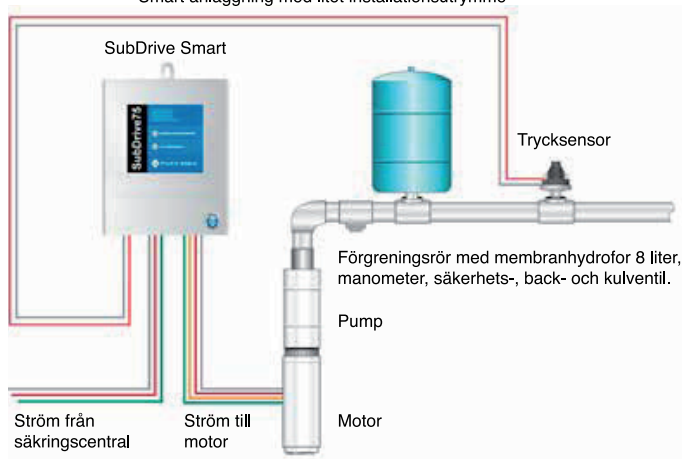 Smart anläggning med litet installationsutrymme
SubDrive Smart
SubDrive75
Trycksensor
Förgreningsrör med membranhydrofor 8 liter,
manometer, säkerhets-, back- och kulventil.
Pump
Ström från
säkringscentral
Ström till
motor
Motor